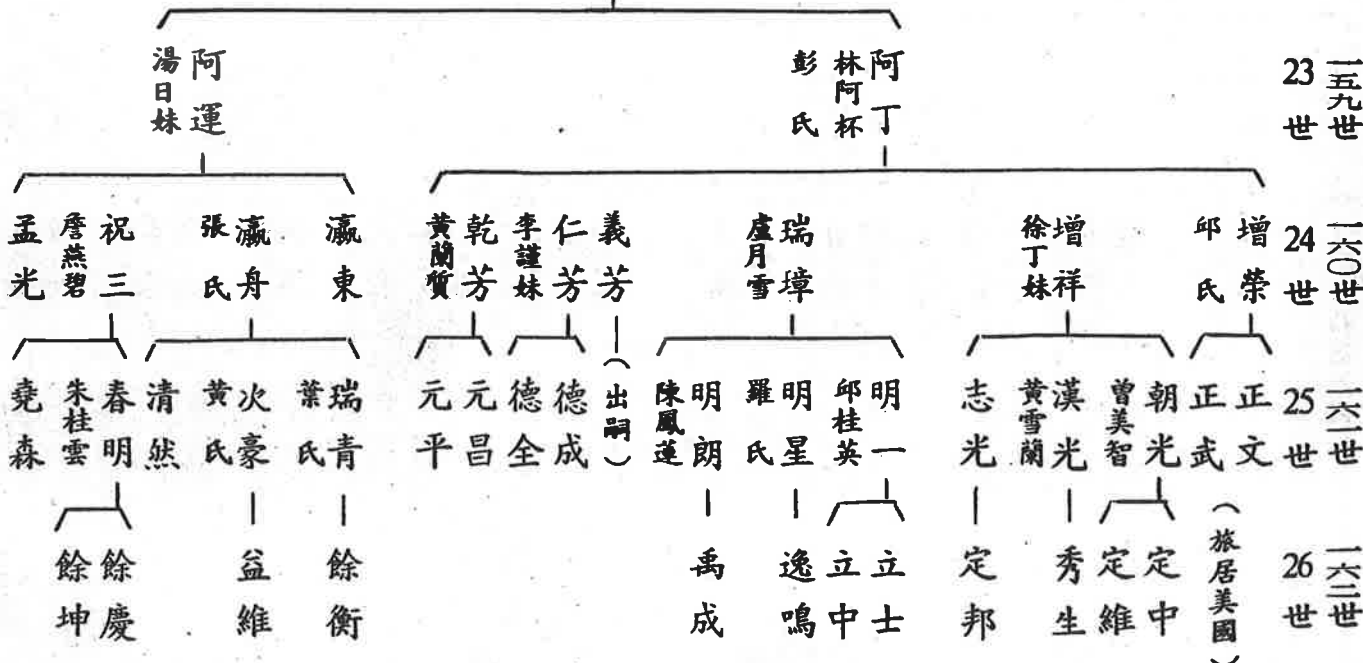 一五九世
23世
阿丁
林阿杯
彭氏
阿運
湯日妹
一六〇世
24世
增榮
邱氏
增祥
徐丁妹
瑞璋
盧月雪
義芳
仁芳
李謹妹
乾芳
黃蘭質
瀛東
瀛舟
張氏
祝三
詹燕碧
孟光
一六一世
25世
正文
正武
朝光
曾美智
漢光
黃雪蘭
志光
明一
邱桂英
明星
羅氏
明朗
陳鳳蓮
（出嗣）
德成
德全
元昌
元平
瑞青
葉氏
次豪
黃氏
清然
春明
朱桂雲
堯森
一六二世
26世
（旅居美國）
定中
定維
秀生
定邦
立士
立中
逸鳴
禹成
餘衡
益維
餘慶
餘坤